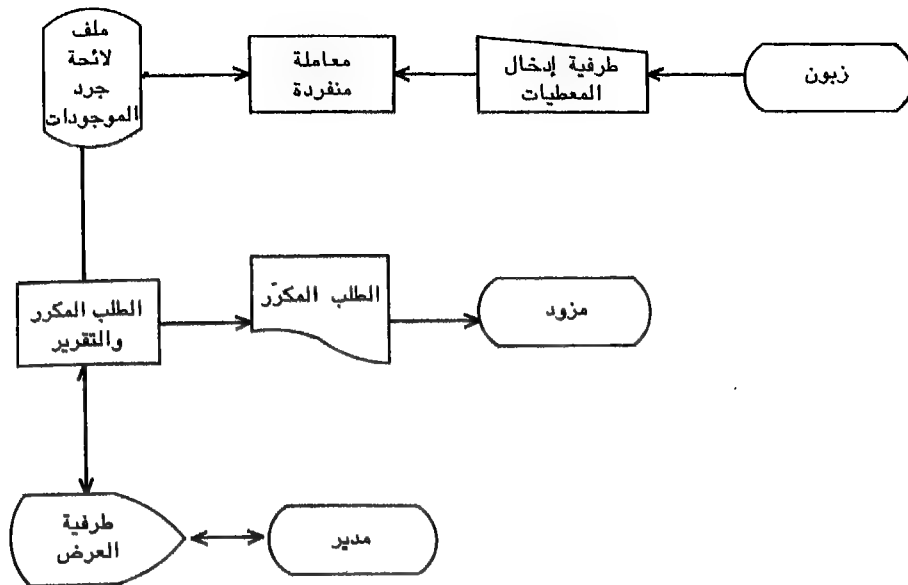 زبون
طرفية إدخال
المعطيات
معاملة
منفردة
ملف
لائحة
جرد
الموجودات
مزود
الطلب المكرّر
الطلب المكرر
والتقرير
مدير
طرفية
العرض